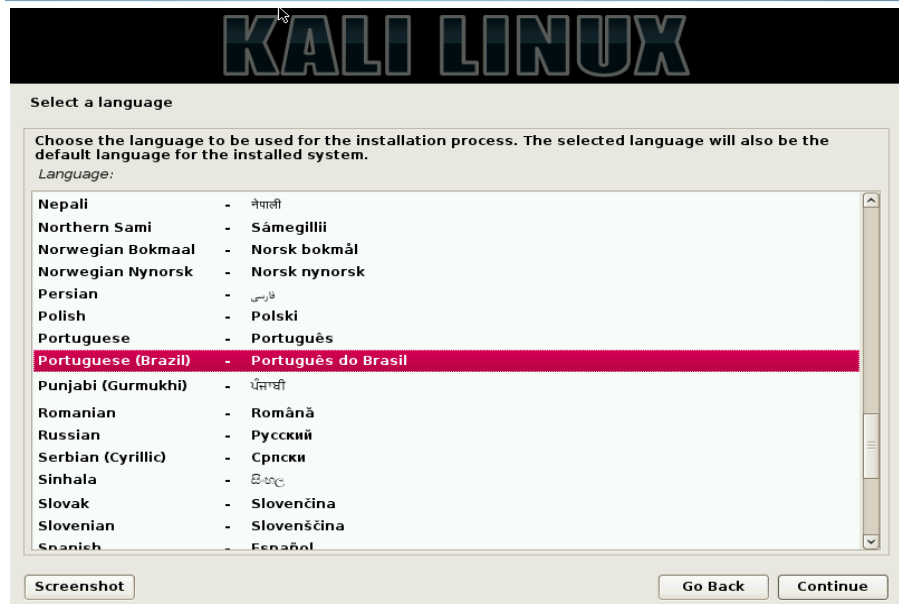 KALI LINUX
Select a language
Choose the language to be used for the installation process. The selected language will also be the
default language for the installed system.
Language:
Nepali - नेपाली
Northern Sami - Sámegillii
Norwegian Bokmaal - Norsk bokmål
Norwegian Nynorsk - Norsk nynorsk
Persian - فارسی
Polish - Polski
Portuguese - Português
Portuguese (Brazil) - Português do Brasil
Punjabi (Gurmukhi) - ਪੰਜਾਬੀ
Romanian - Română
Russian - Русский
Serbian (Cyrillic) - Српски
Sinhala - සිංහල
Slovak - Slovenčina
Slovenian - Slovenščina
Spanish - Español
Screenshot Go Back Continue